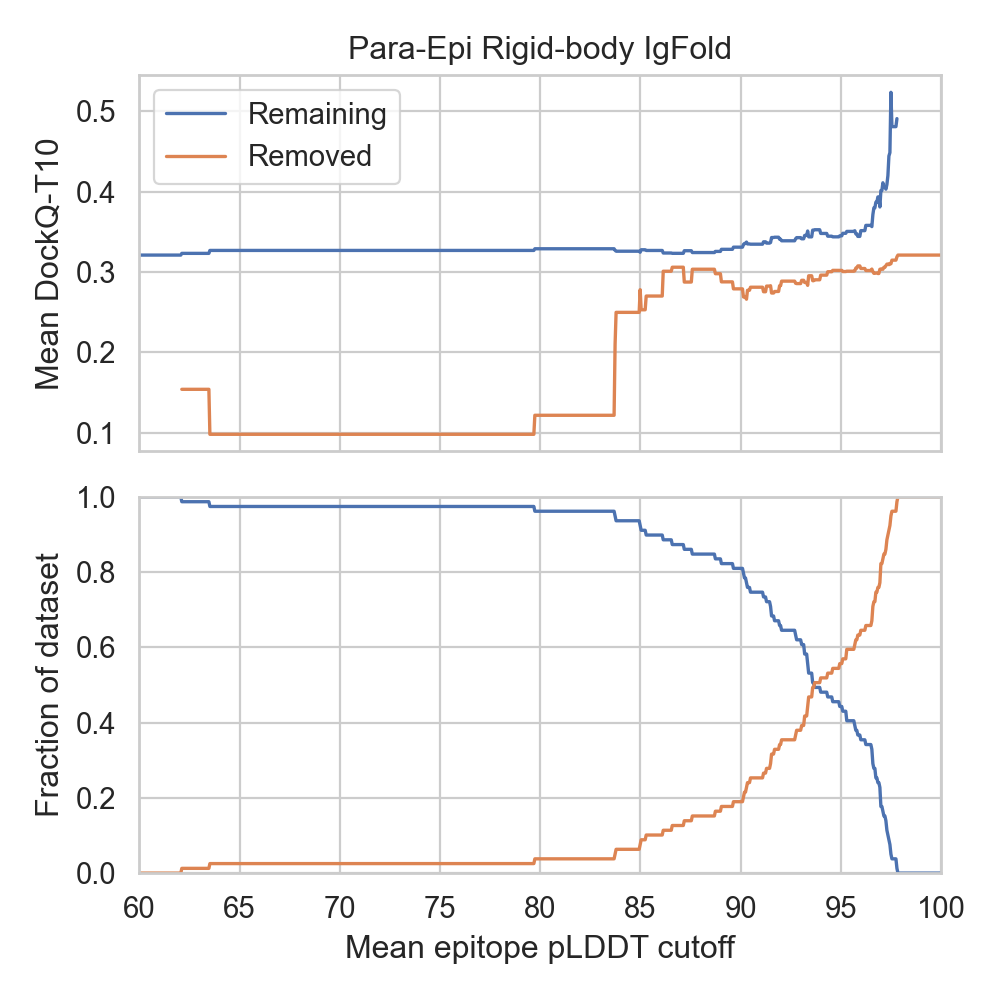 Para-Epi Rigid-body IgFold
Remaining
Removed
Mean DockQ-T10
0.5
0.4
0.3
0.2
0.1
Fraction of dataset
1.0
0.8
0.6
0.4
0.2
0.0
60 65 70 75 80 85 90 95 100
Mean epitope pLDDT cutoff